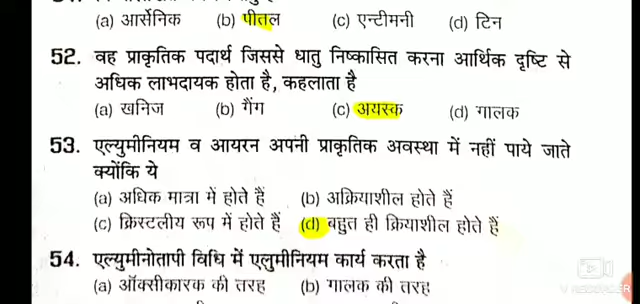 (a) आर्सेनिक (b) पीतल (c) एन्टीमनी (d) टिन
52. वह प्राकृतिक पदार्थ जिससे धातु निष्कासित करना आर्थिक दृष्टि से
अधिक लाभदायक होता है, कहलाता है
(a) खनिज (b) गैंग (c) अयस्क (d) गालक
53. एल्युमीनियम व आयरन अपनी प्राकृतिक अवस्था में नहीं पाये जाते
क्योंकि ये
(a) अधिक मात्रा में होते हैं (b) अक्रियाशील होते हैं
(c) क्रिस्टलीय रूप में होते हैं (d) बहुत ही क्रियाशील होते हैं
54. एल्युमीनोतापी विधि में एलुमीनियम कार्य करता है
(a) ऑक्सीकारक की तरह (b) गालक की तरह